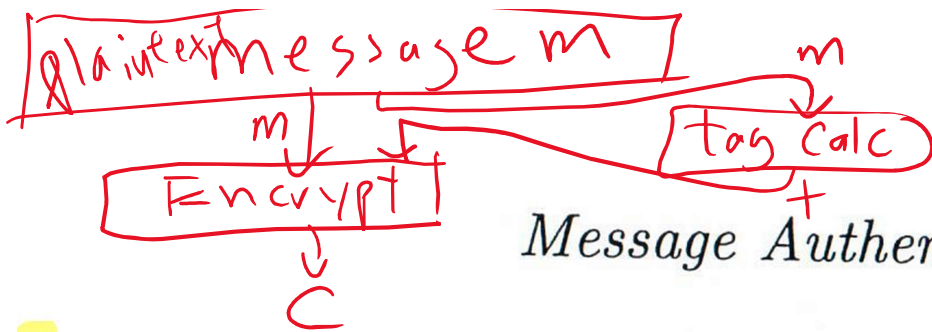 plaintext message m
m
m
tag calc
Encrypt
t
Message Auther
C